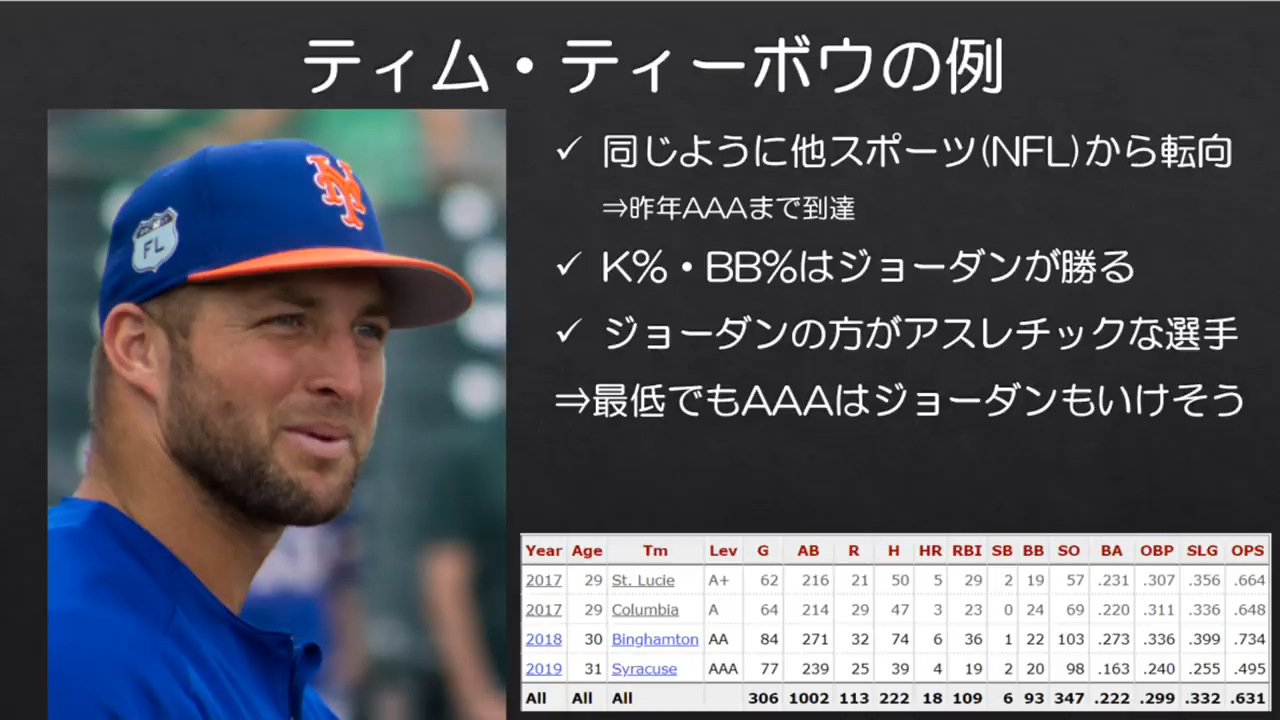 ティム・ティーボウの例
✓ 同じように他スポーツ(NFL)から転向
⇒昨年AAAまで到達
✓ K%・BB%はジョーダンが勝る
✓ ジョーダンの方がアスレチックな選手
⇒最低でもAAAはジョーダンもいけそう
NY
FL
Year Age Tm Lev G AB R H HR RBI SB BB SO BA OBP SLG OPS
2017 29 St. Lucie A+ 62 216 21 50 5 29 2 19 57 .231 .307 .356 .664
2017 29 Columbia A 64 214 29 47 3 23 0 24 69 .220 .311 .336 .648
2018 30 Binghamton AA 84 271 32 74 6 36 1 22 103 .273 .336 .399 .734
2019 31 Syracuse AAA 77 239 25 39 4 19 2 20 98 .163 .240 .255 .495
All All All 306 1002 113 222 18 109 6 93 347 .222 .299 .332 .631